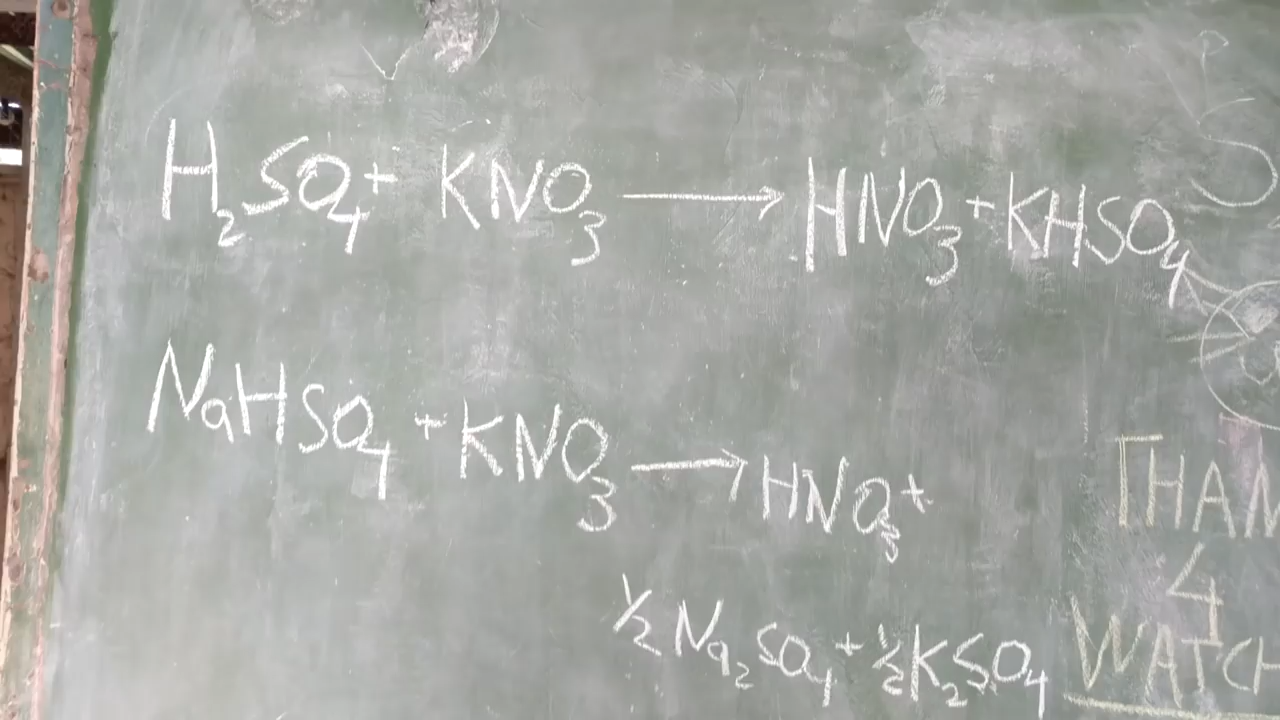 H₂SO₄ + KNO₃ ⟶ HNO₃ + KHSO₄
NaHSO₄ + KNO₃ ⟶ HNO₃ +
½ Na₂SO₄ + ½ K₂SO₄
THAN
4
WATCH